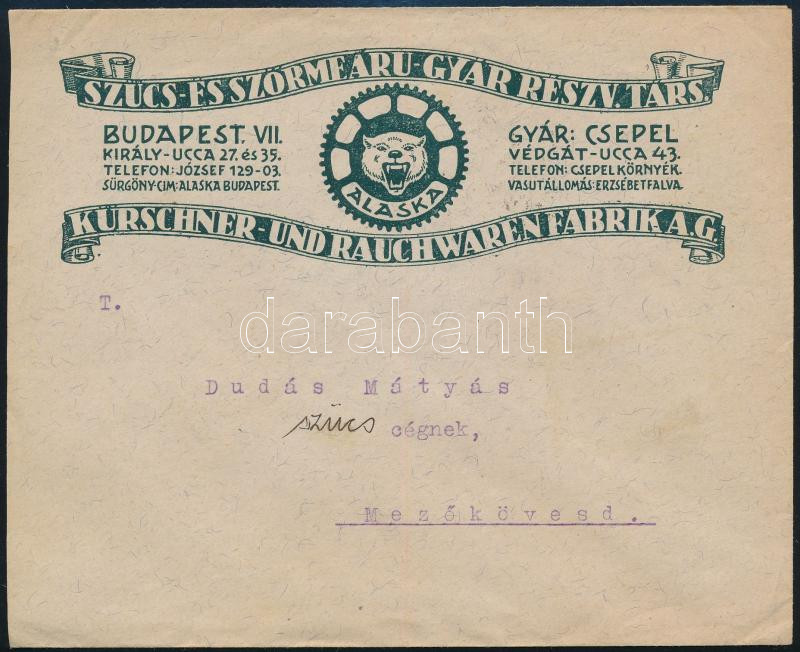 SZŰCS-ÉS SZŐRMEÁRU-GYÁR RÉSZV. TÁRS.
BUDAPEST, VII.
KIRÁLY-UCCA 27. és 35.
TELEFON: JÓZSEF 129-03.
SÜRGÖNY-CIM: ALASKA BUDAPEST.
ALASKA
GYÁR: CSEPEL
VÉDGÁT-UCCA 43.
TELEFON: CSEPEL KÖRNYÉK.
VASUTÁLLOMÁS: ERZSÉBETFALVA.
KÜRSCHNER- UND RAUCHWAREN FABRIK A.G.
T.
darabanth
Dudás Mátyás
szücs cégnek,
Mezőkövesd.